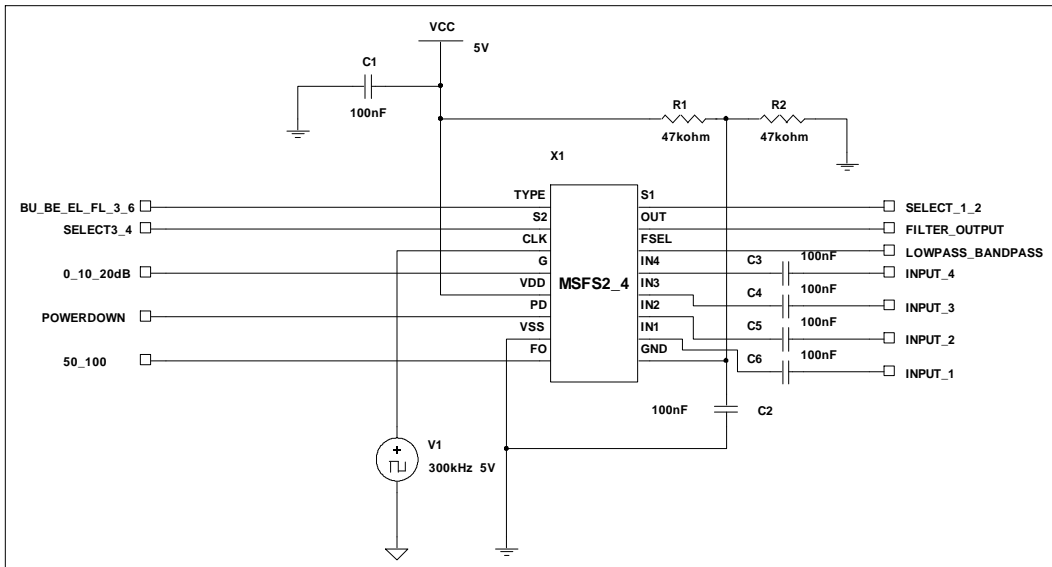 VCC
5V
C1
100nF
R1
R2
47kohm
47kohm
X1
TYPE
S1
BU_BE_EL_FL_3_6
SELECT_1_2
S2
OUT
SELECT3_4
FILTER_OUTPUT
CLK
FSEL
LOWPASS_BANDPASS
G
IN4
C3
100nF
0_10_20dB
INPUT_4
VDD
MSFS2_4
IN3
C4
100nF
INPUT_3
PD
IN2
C5
100nF
POWERDOWN
INPUT_2
VSS
IN1
C6
100nF
FO
GND
50_100
INPUT_1
100nF
C2
V1
300kHz 5V